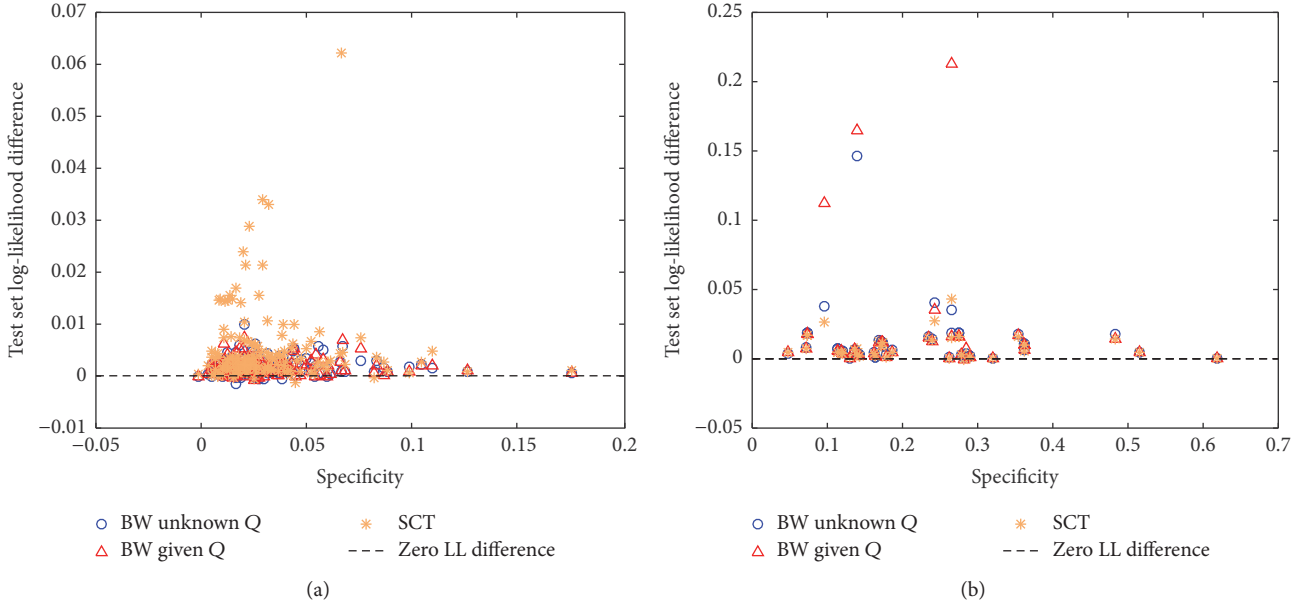 Test set log-likelihood difference
0.07
0.06
0.05
0.04
0.03
0.02
0.01
0
−0.01
−0.05
0
0.05
0.1
0.15
0.2
Specificity
BW unknown Q
BW given Q
SCT
Zero LL difference
(a)
Test set log-likelihood difference
0.25
0.2
0.15
0.1
0.05
0
−0.05
0
0.1
0.2
0.3
0.4
0.5
0.6
0.7
Specificity
BW unknown Q
BW given Q
SCT
Zero LL difference
(b)